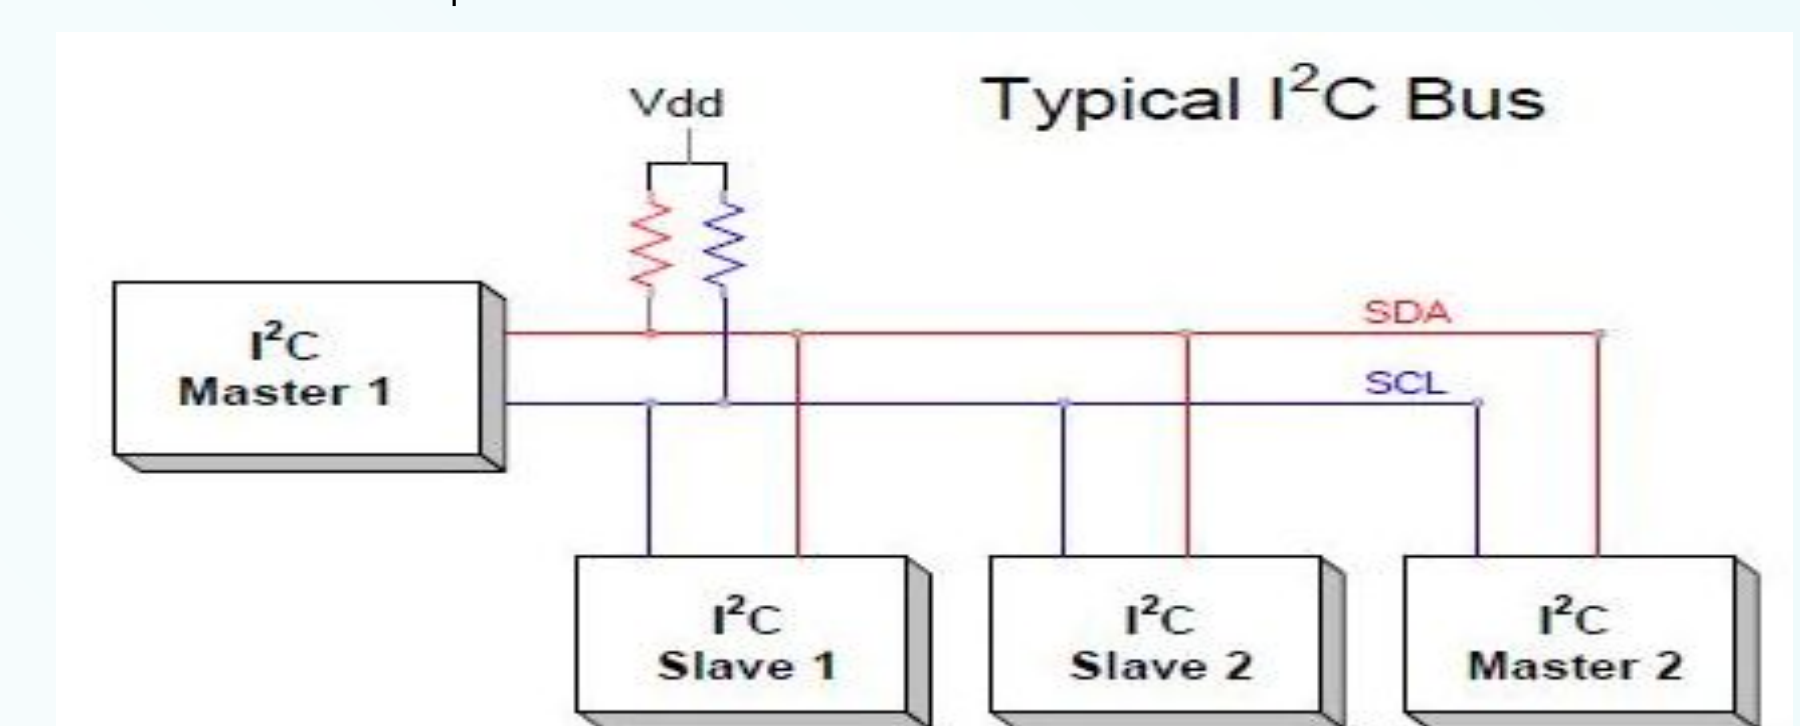 Typical I²C Bus
Vdd
SDA
SCL
I²C
Master 1
I²C
Slave 1
I²C
Slave 2
I²C
Master 2